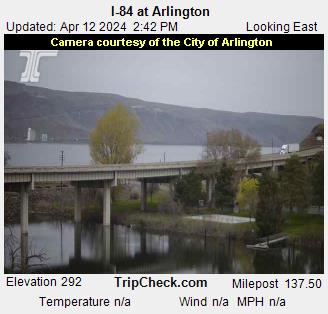 I-84 at Arlington
Updated: Apr 12 2024 2:42 PM Looking East
Camera courtesy of the City of Arlington
Elevation 292 TripCheck.com Milepost 137.50
Temperature n/a Wind n/a MPH n/a